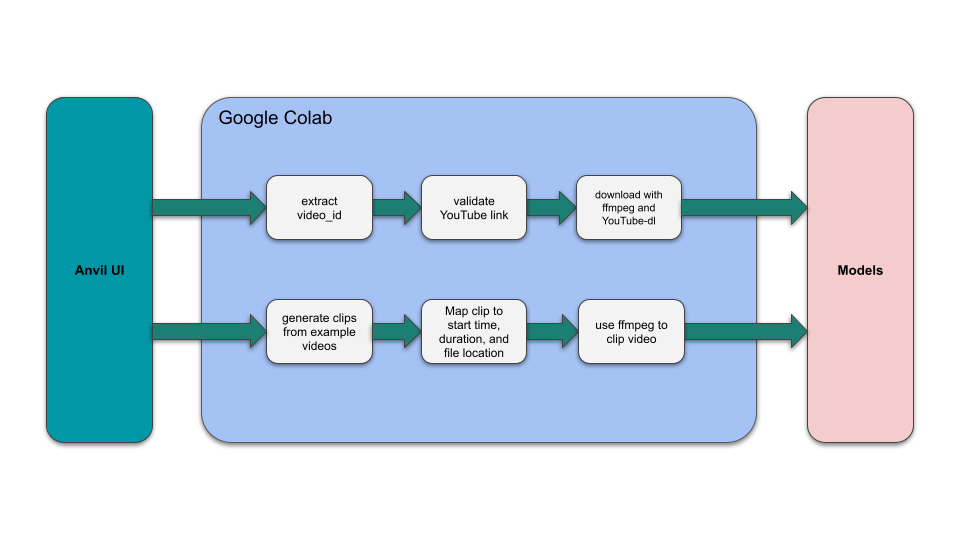 Google Colab
extract
video_id
validate
YouTube link
download with
ffmpeg and
YouTube-dl
Anvil UI
Models
generate clips
from example
videos
Map clip to
start time,
duration, and
file location
use ffmpeg to
clip video